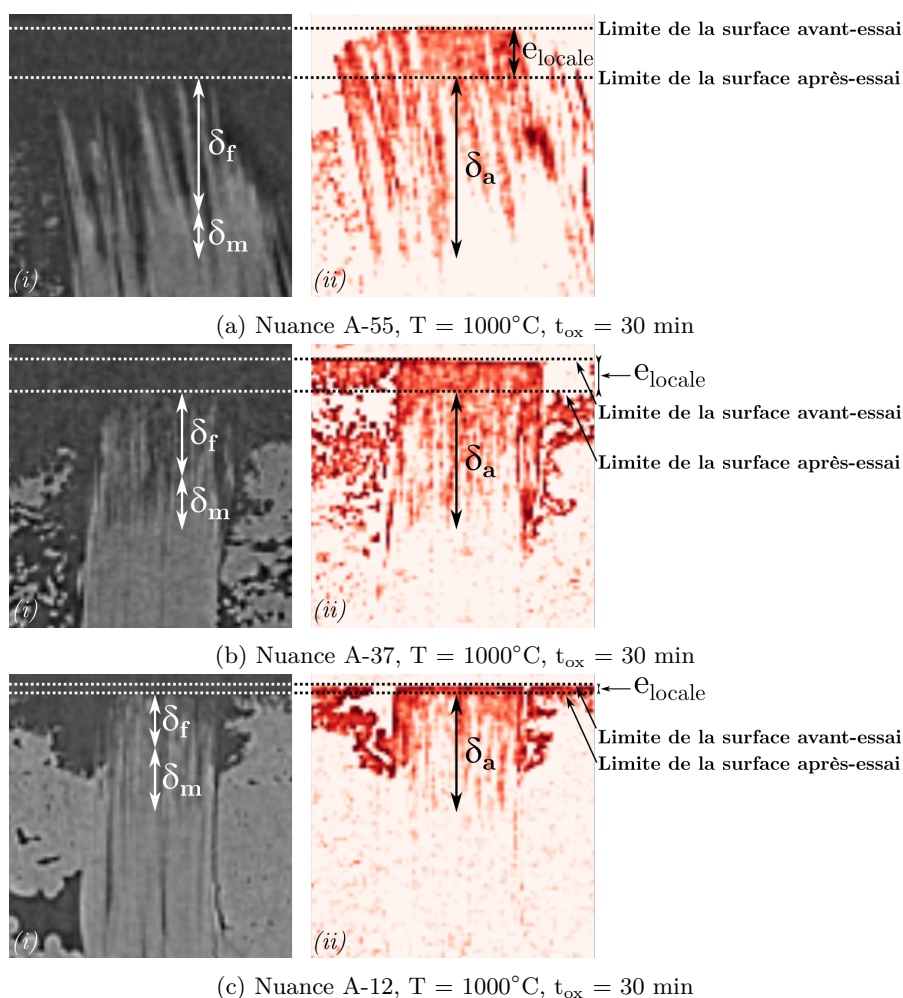 Limite de la surface avant-essai
e_locale
Limite de la surface après-essai
δ_f
δ_a
δ_m
(i)
(ii)
(a) Nuance A-55, T = 1000°C, t_ox = 30 min
e_locale
Limite de la surface avant-essai
δ_f
Limite de la surface après-essai
δ_a
δ_m
(i)
(ii)
(b) Nuance A-37, T = 1000°C, t_ox = 30 min
e_locale
δ_f
Limite de la surface avant-essai
δ_a
Limite de la surface après-essai
δ_m
(i)
(ii)
(c) Nuance A-12, T = 1000°C, t_ox = 30 min